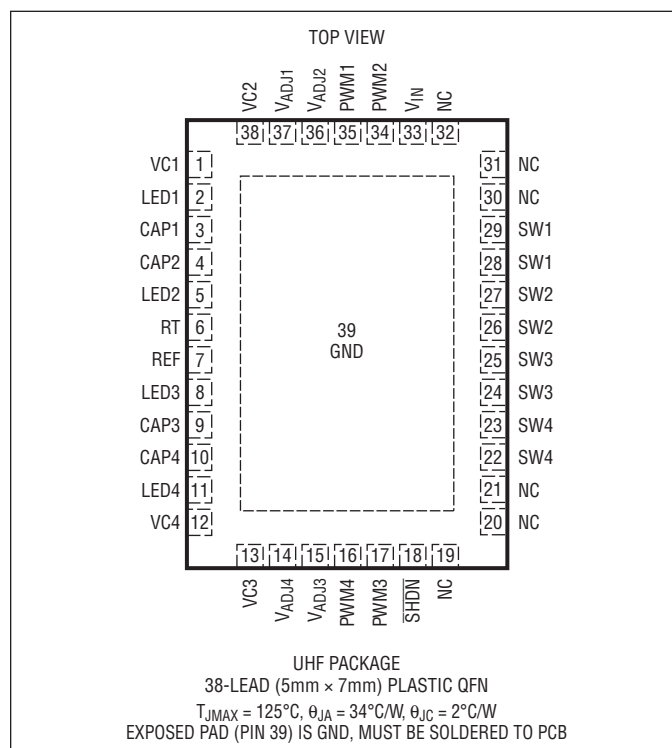 TOP VIEW
VC2 VADJ1 VADJ2 PWM1 PWM2 VIN NC
38 37 36 35 34 33 32
VC1 1 31 NC
LED1 2 30 NC
CAP1 3 29 SW1
CAP2 4 28 SW1
LED2 5 27 SW2
RT 6 26 SW2
39
GND
REF 7 25 SW3
LED3 8 24 SW3
CAP3 9 23 SW4
CAP4 10 22 SW4
LED4 11 21 NC
VC4 12 20 NC
13 14 15 16 17 18 19
VC3 VADJ4 VADJ3 PWM4 PWM3 SHDN NC
UHF PACKAGE
38-LEAD (5mm × 7mm) PLASTIC QFN
TJMAX = 125°C, θJA = 34°C/W, θJC = 2°C/W
EXPOSED PAD (PIN 39) IS GND, MUST BE SOLDERED TO PCB